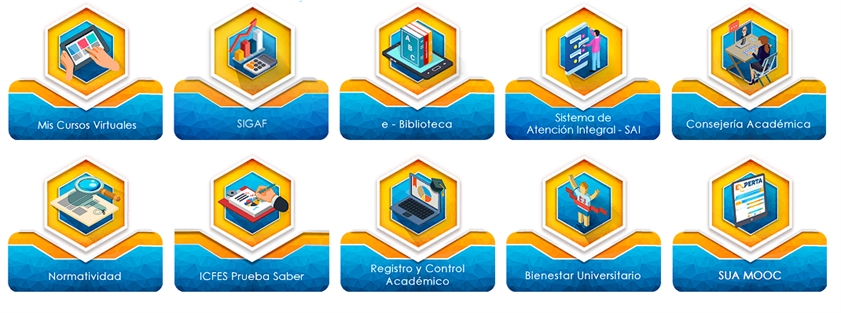 A
B
C
Mis Cursos Virtuales
SIGAF
e - Biblioteca
Sistema de
Atención Integral - SAI
Consejería Académica
EXPERTA
Normatividad
ICFES Prueba Saber
Registro y Control
Académico
Bienestar Universitario
SUA MOOC